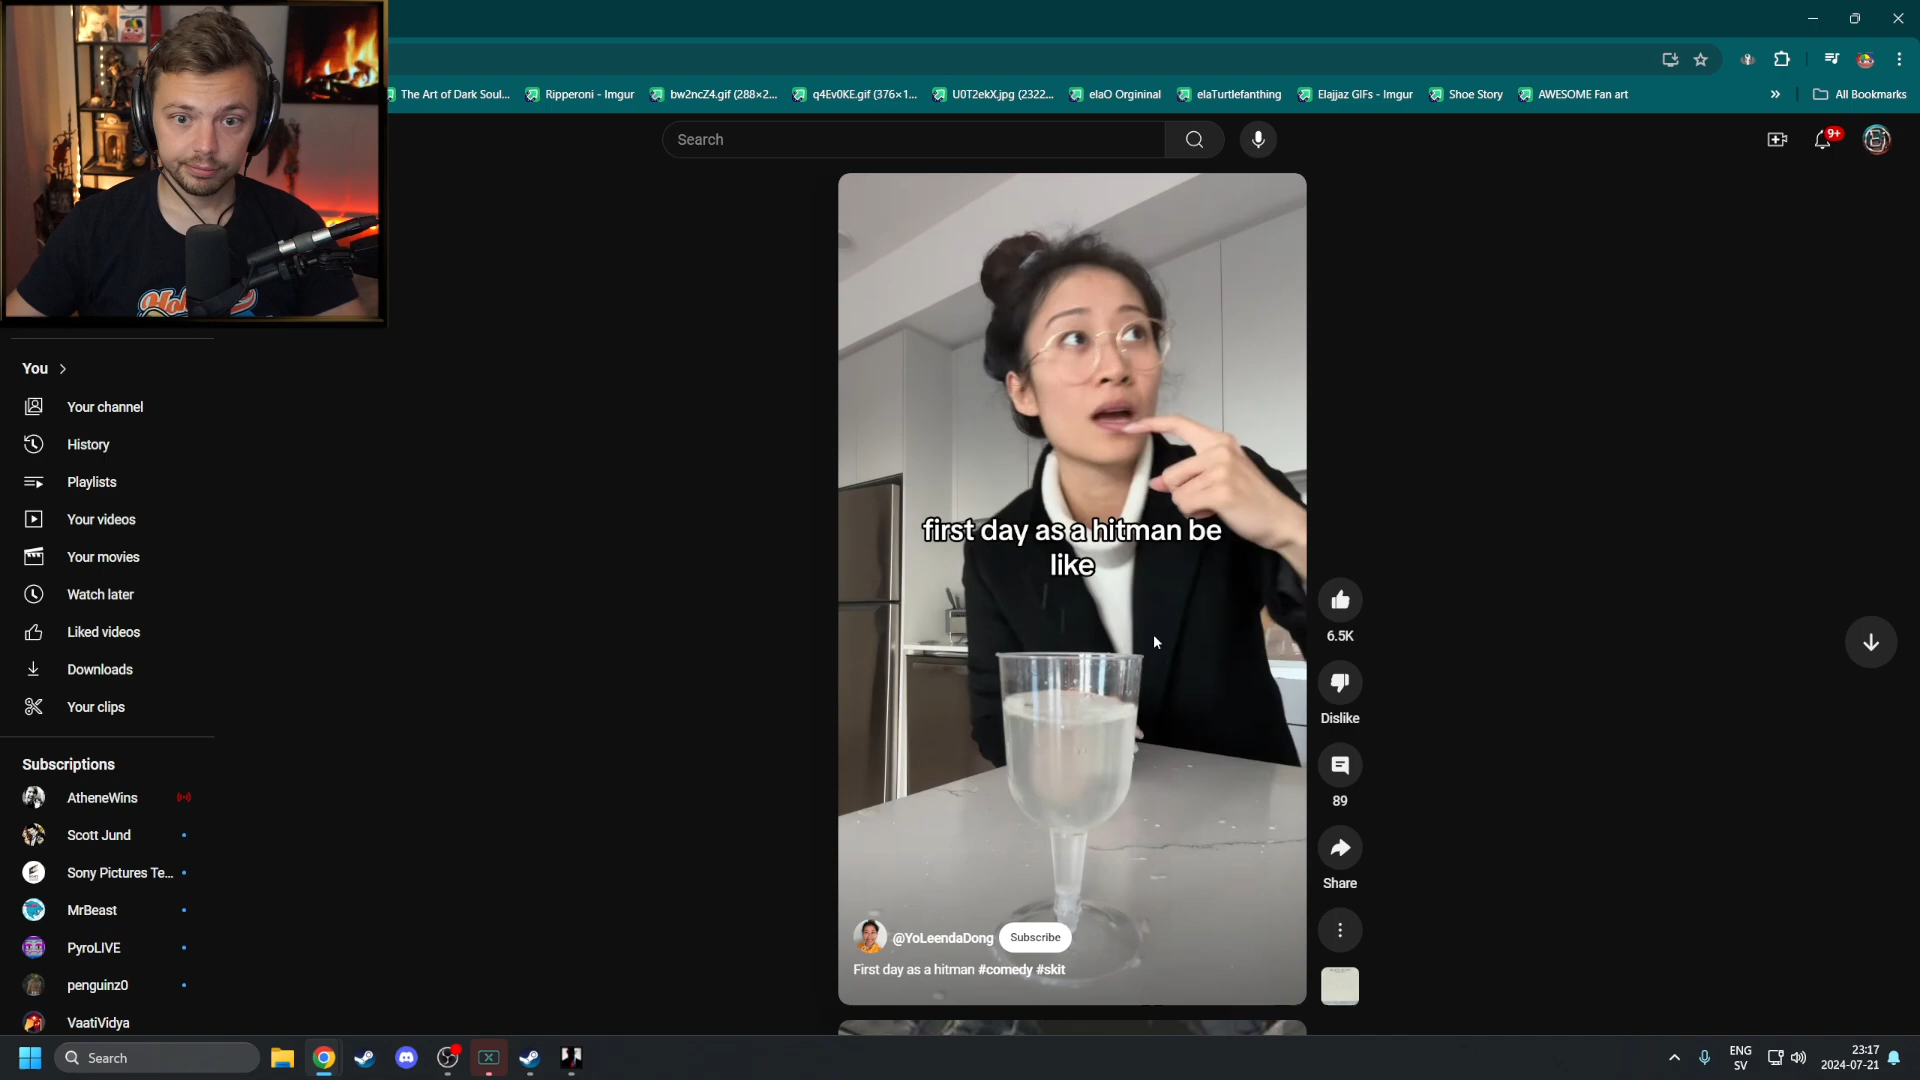 The Art of Dark Soul...
Ripperoni - Imgur
bw2ncZ4.gif (288×2...
q4Ev0KE.gif (376×1...
U0T2ekX.jpg (2322...
elaO Orgininal
elaTurtlefanthing
Elajjaz GIFs - Imgur
Shoe Story
AWESOME Fan art
»
All Bookmarks
Search
9+
You
Your channel
History
Playlists
Your videos
Your movies
Watch later
Liked videos
Downloads
Your clips
Subscriptions
AtheneWins
Scott Jund
Sony Pictures Te...
MrBeast
PyroLIVE
penguinz0
VaatiVidya
first day as a hitman be
like
6.5K
Dislike
89
Share
@YoLeendaDong
Subscribe
First day as a hitman #comedy #skit
Search
ENG
SV
23:17
2024-07-21